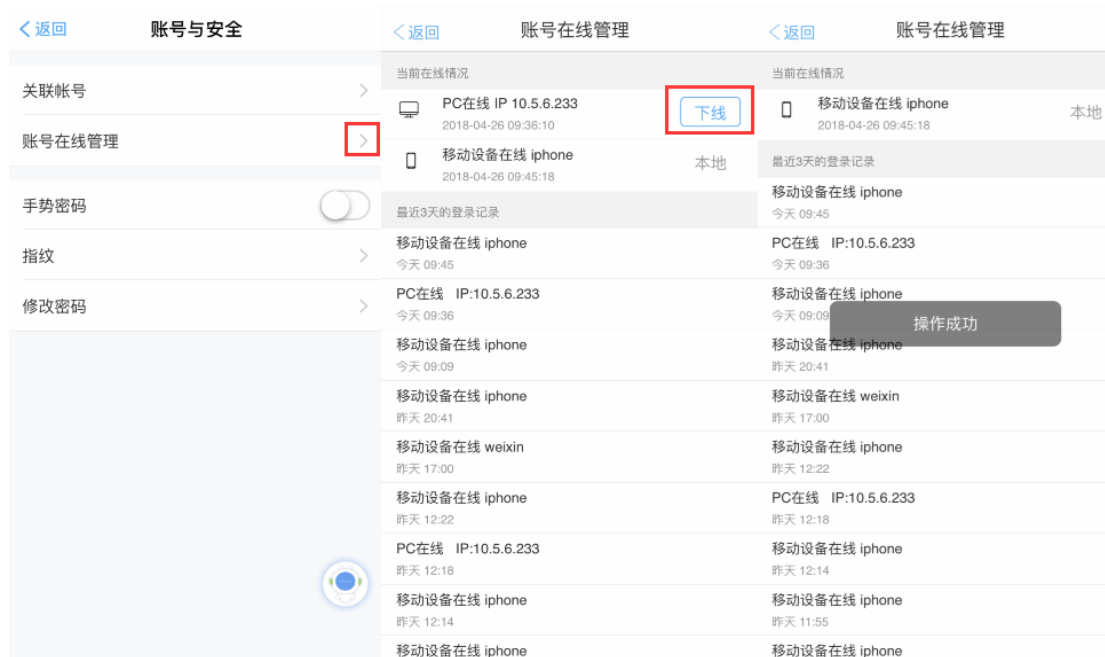 返回
账号与安全
关联帐号
账号在线管理
手势密码
指纹
修改密码
返回
账号在线管理
当前在线情况
PC在线 IP 10.5.6.233
2018-04-26 09:36:10
下线
移动设备在线 iphone
2018-04-26 09:45:18
本地
最近3天的登录记录
移动设备在线 iphone
今天 09:45
PC在线 IP:10.5.6.233
今天 09:36
移动设备在线 iphone
今天 09:09
移动设备在线 iphone
昨天 20:41
移动设备在线 weixin
昨天 17:00
移动设备在线 iphone
昨天 12:22
PC在线 IP:10.5.6.233
昨天 12:18
移动设备在线 iphone
昨天 12:14
移动设备在线 iphone
返回
账号在线管理
当前在线情况
移动设备在线 iphone
2018-04-26 09:45:18
本地
最近3天的登录记录
移动设备在线 iphone
今天 09:45
PC在线 IP:10.5.6.233
今天 09:36
移动设备在线 iphone
今天 09:09
操作成功
移动设备在线 iphone
昨天 20:41
移动设备在线 weixin
昨天 17:00
移动设备在线 iphone
昨天 12:22
PC在线 IP:10.5.6.233
昨天 12:18
移动设备在线 iphone
昨天 12:14
移动设备在线 iphone
昨天 11:55
移动设备在线 iphone